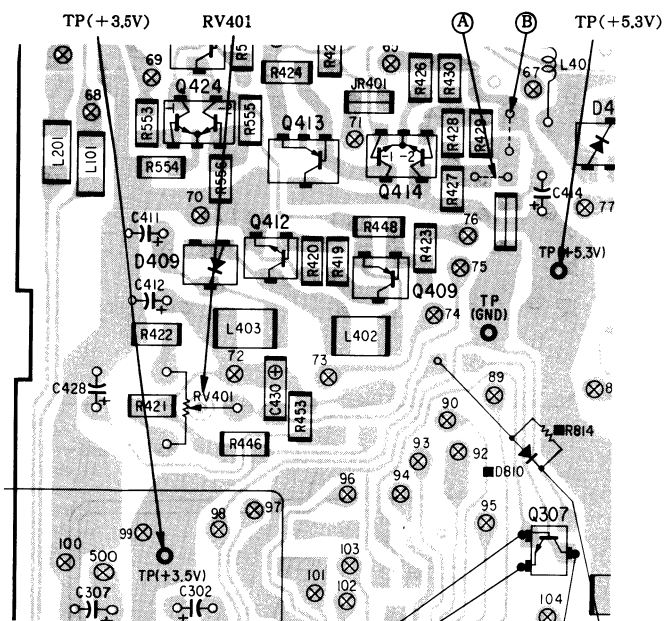 TP(+3.5V) RV401 Ⓐ Ⓑ TP(+5.3V)
69
Q424
R424
R426
R430
67
L40
68
R553
R555
JR401
D4
L201
L101
Q413
71
R428
R429
R554
R556
Q414
-1 -2
R427
C414
77
70
C411
Q412
R448
76
TP(+5.3V)
D409
R420
R419
R423
75
C412
Q409
TP
(GND)
R422
L403
L402
74
72
73
C428
R421
RV401
C430
R453
89
90
R814
R446
93
92
D810
96
94
97
98
99
95
Q307
100
500
TP(+3.5V)
103
101
102
C307
C302
104